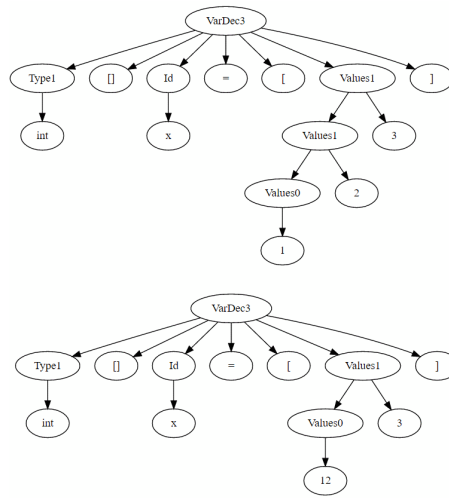 VarDec3
Type1 [] Id = [ Values1 ]
int x Values1 3
Values0 2
1
VarDec3
Type1 [] Id = [ Values1 ]
int x Values0 3
12